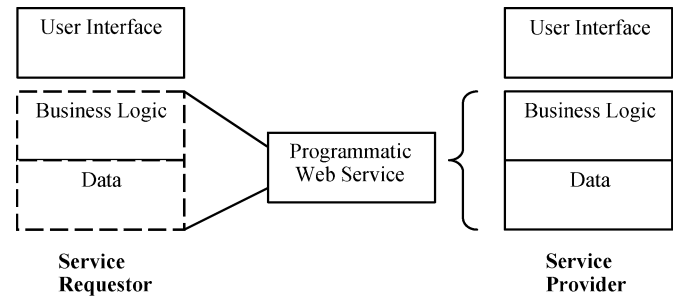 User Interface
Business Logic
Data
Service
Requestor
Programmatic
Web Service
User Interface
Business Logic
Data
Service
Provider